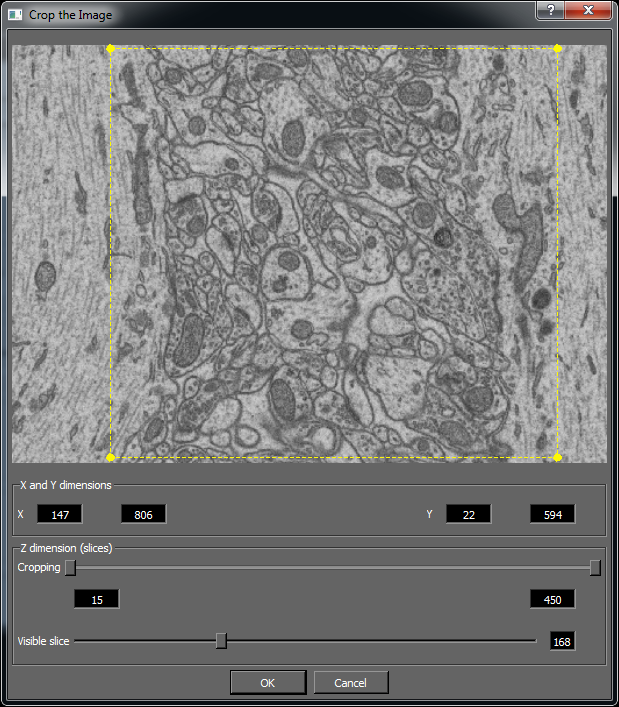 Crop the Image
?
X and Y dimensions
X 147 806 Y 22 594
Z dimension (slices)
Cropping
15 450
Visible slice 168
OK Cancel